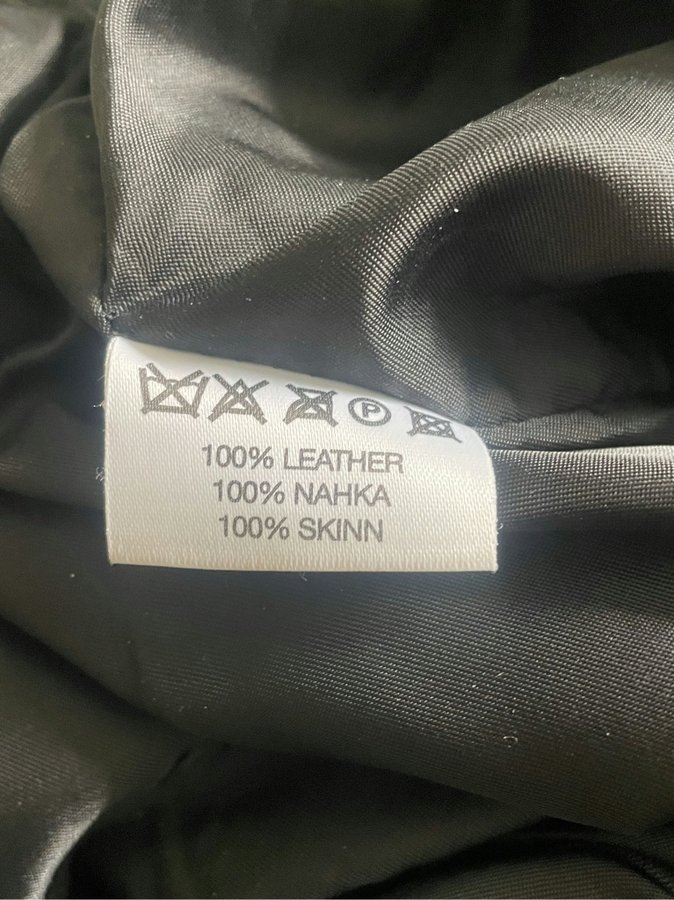 P
100% LEATHER
100% NAHKA
100% SKINN